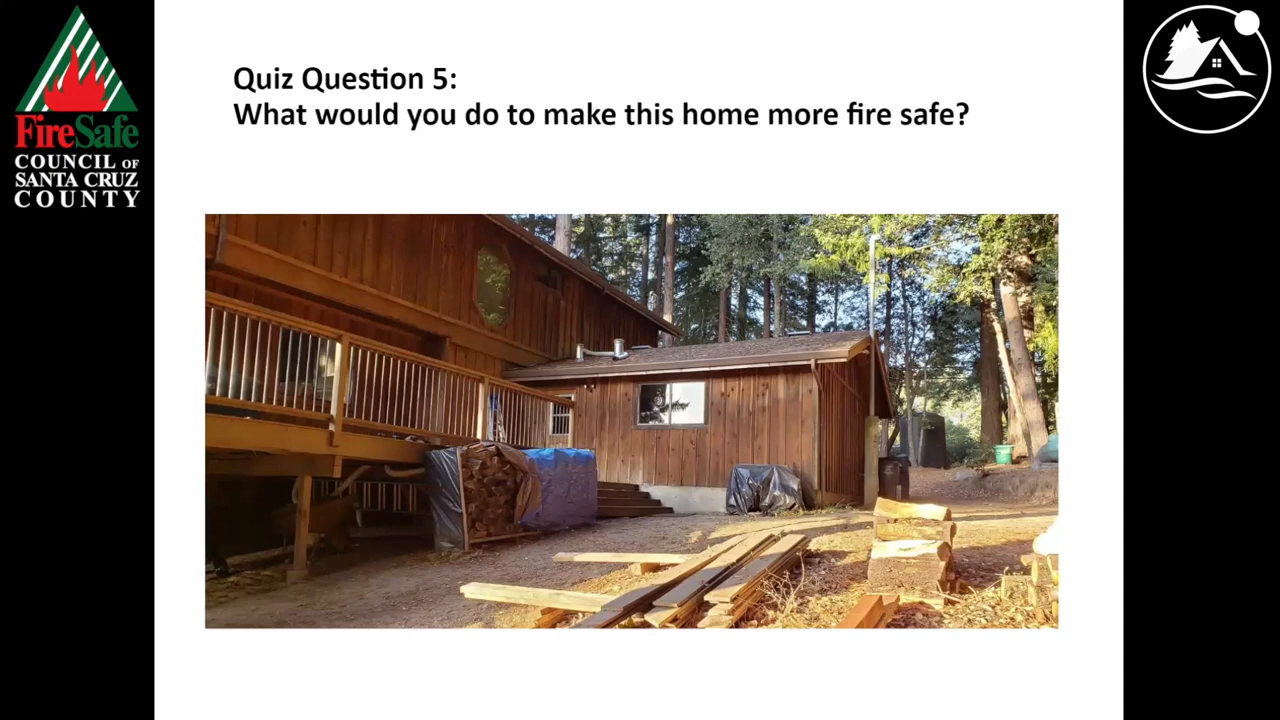 Quiz Question 5:
What would you do to make this home more fire safe?
FireSafe
COUNCIL OF
SANTA CRUZ
COUNTY